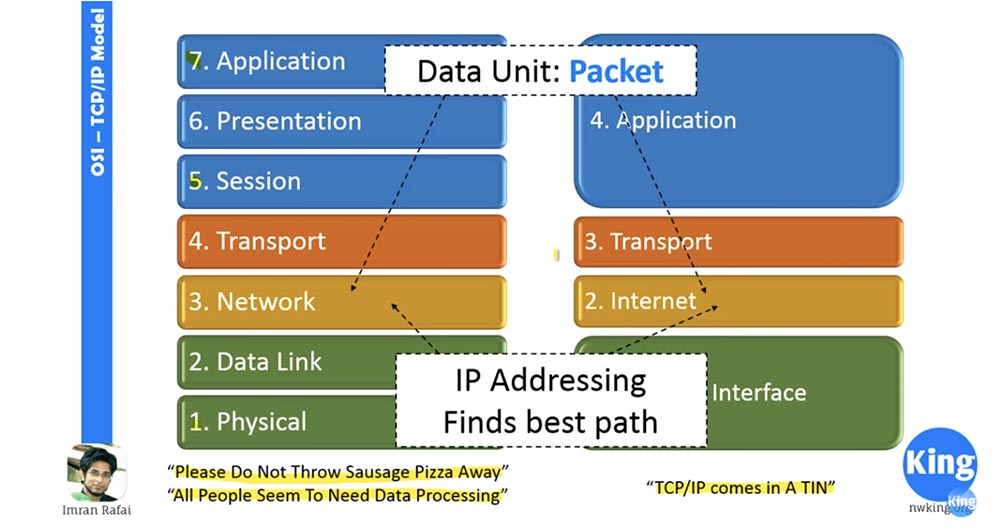 OSI – TCP/IP Model
7. Application
6. Presentation
5. Session
4. Transport
3. Network
2. Data Link
1. Physical
Data Unit: Packet
4. Application
3. Transport
2. Internet
Interface
IP Addressing
Finds best path
“Please Do Not Throw Sausage Pizza Away”
“All People Seem To Need Data Processing”
“TCP/IP comes in A TIN”
Imran Rafai
King
nwking.org
King